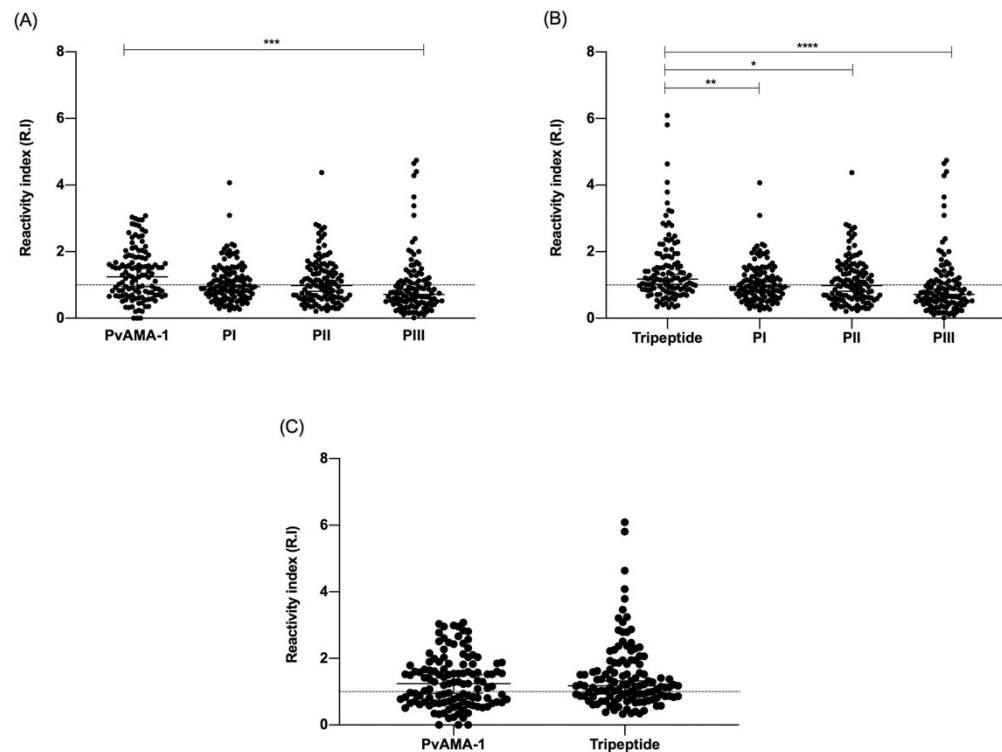 (A)
***
8
6
4
2
0
Reactivity index (R.I)
PvAMA-1 PI PII PIII
(B)
****
*
**
8
6
4
2
0
Reactivity index (R.I)
Tripeptide PI PII PIII
(C)
8
6
4
2
0
Reactivity index (R.I)
PvAMA-1 Tripeptide